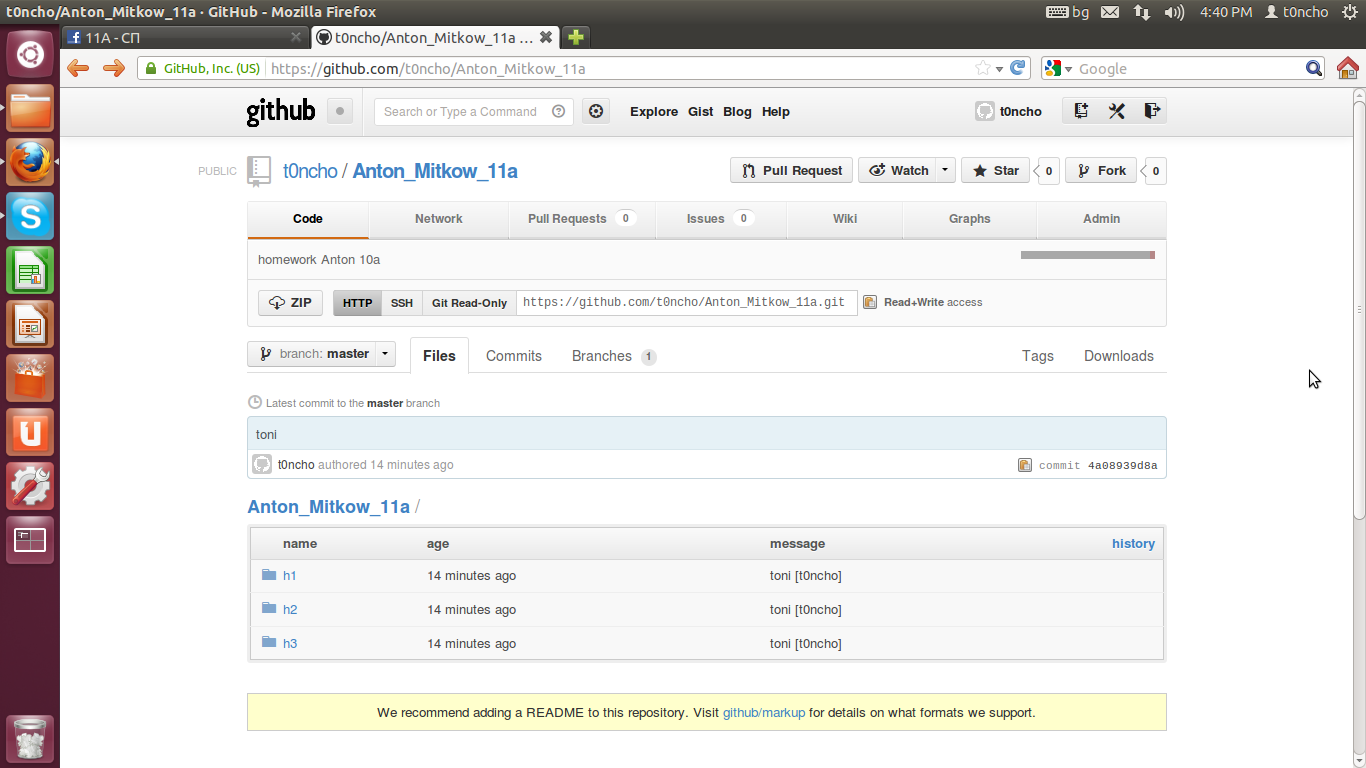 t0ncho/Anton_Mitkow_11a · GitHub - Mozilla Firefox bg 4:40 PM t0ncho
11А - СП t0ncho/Anton_Mitkow_11a ...
GitHub, Inc. (US) https://github.com/t0ncho/Anton_Mitkow_11a Google
github Search or Type a Command Explore Gist Blog Help t0ncho
PUBLIC t0ncho / Anton_Mitkow_11a Pull Request Watch Star 0 Fork 0
Code Network Pull Requests 0 Issues 0 Wiki Graphs Admin
homework Anton 10a
ZIP HTTP SSH Git Read-Only https://github.com/t0ncho/Anton_Mitkow_11a.git Read+Write access
branch: master Files Commits Branches 1 Tags Downloads
Latest commit to the master branch
toni
t0ncho authored 14 minutes ago commit 4a08939d8a
Anton_Mitkow_11a /
name age message history
h1 14 minutes ago toni [t0ncho]
h2 14 minutes ago toni [t0ncho]
h3 14 minutes ago toni [t0ncho]
We recommend adding a README to this repository. Visit github/markup for details on what formats we support.